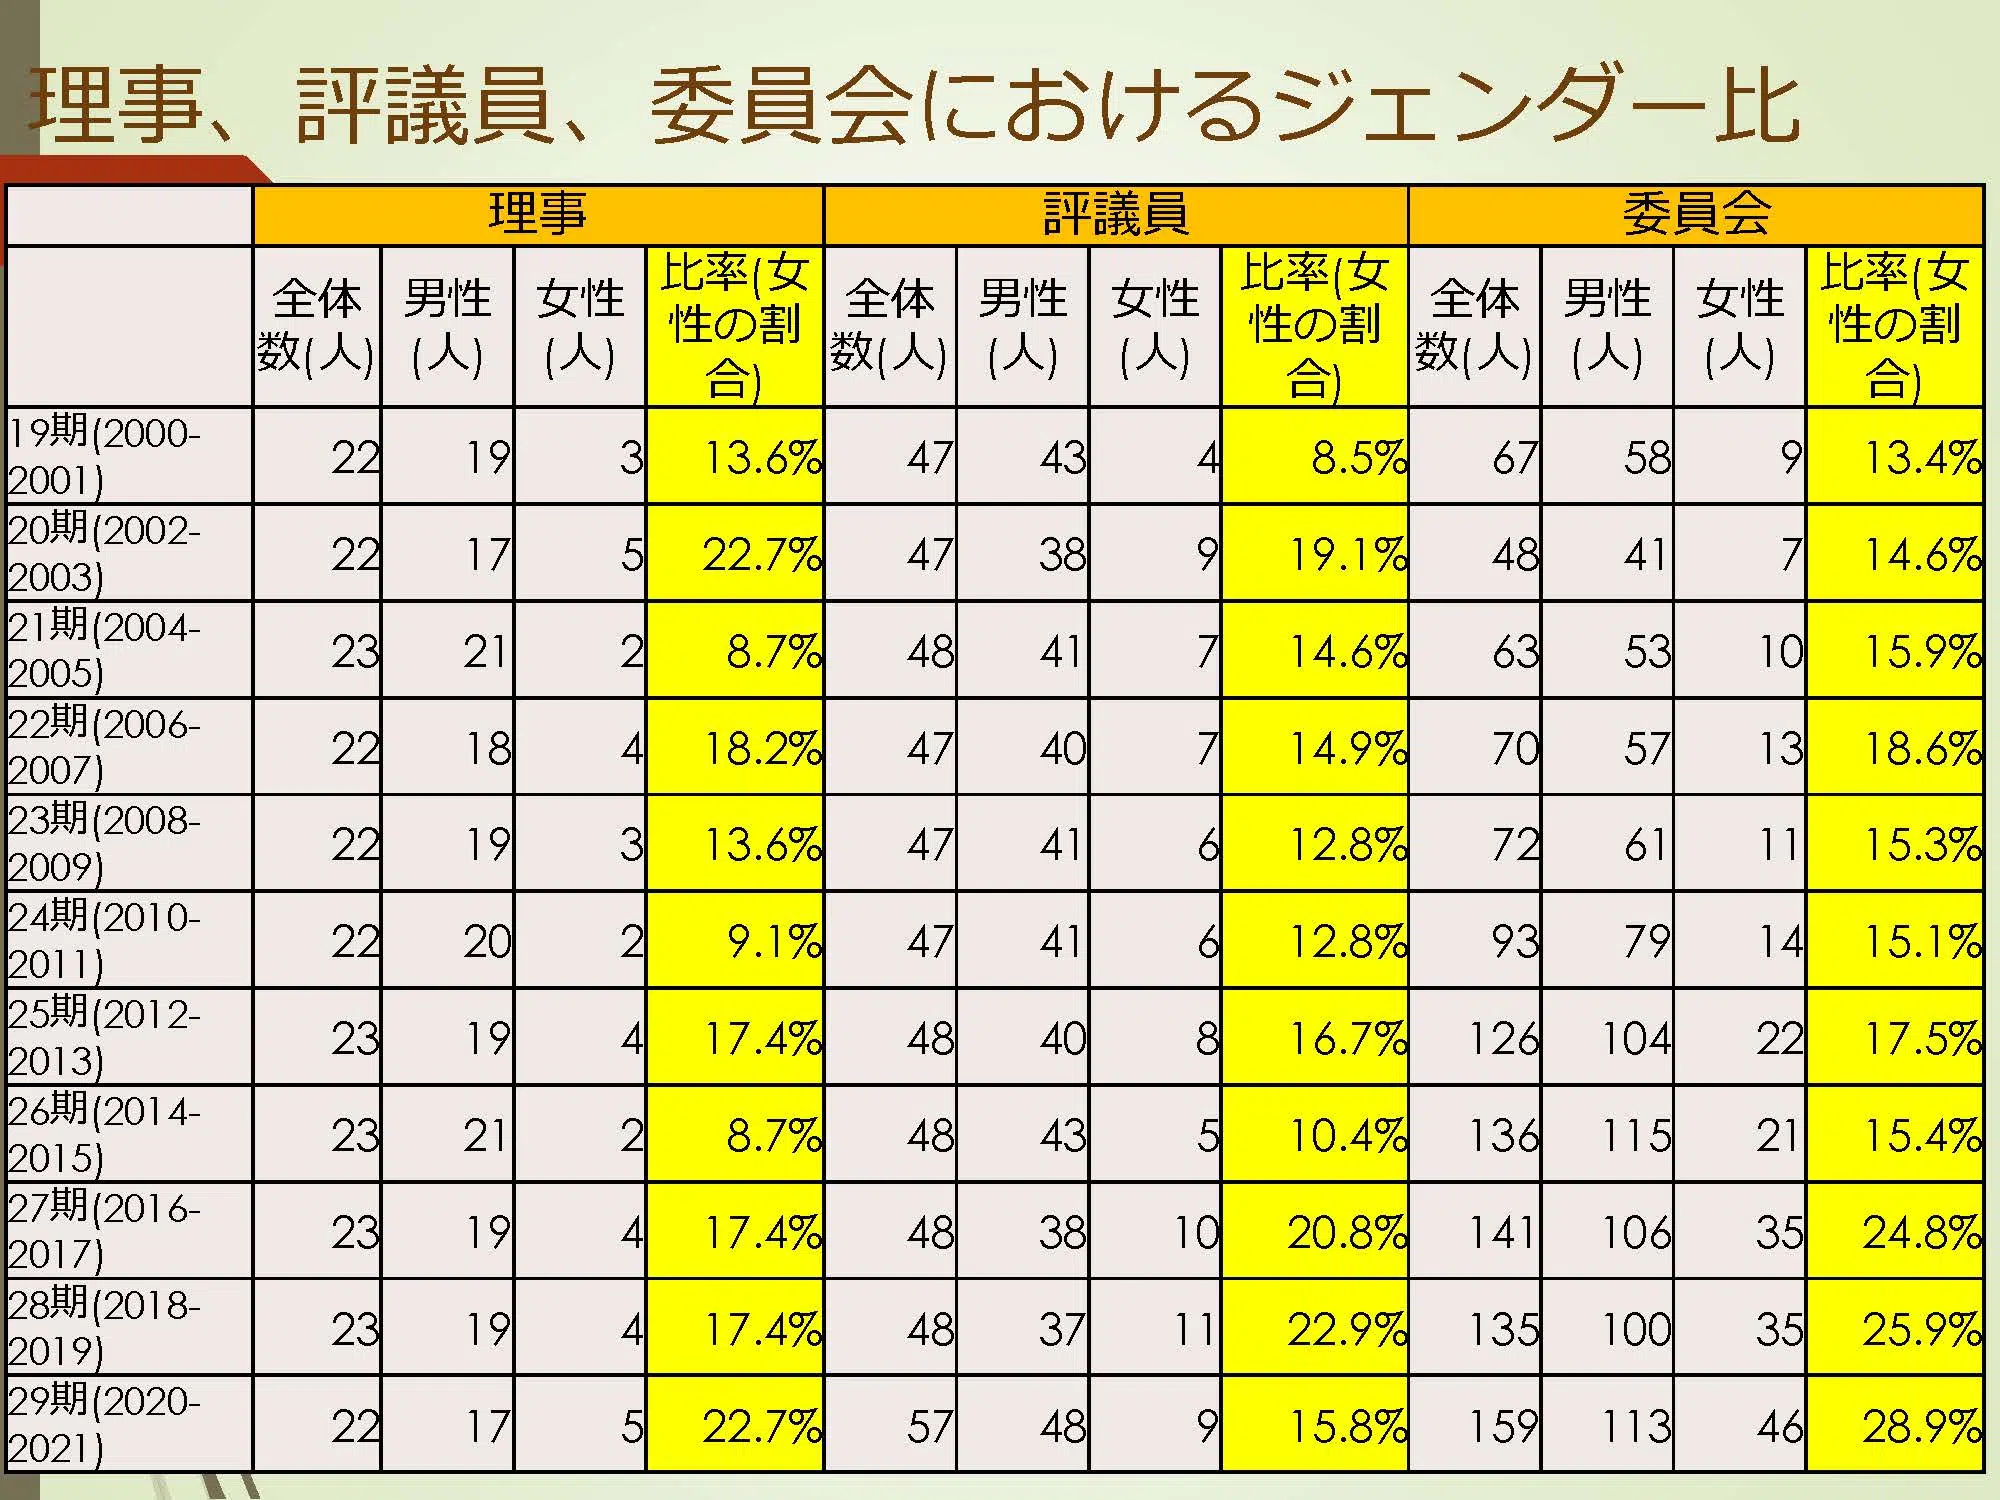 理事、評議員、委員会におけるジェンダー比
理事 評議員 委員会
全体数(人) 男性(人) 女性(人) 比率(女性の割合) 全体数(人) 男性(人) 女性(人) 比率(女性の割合) 全体数(人) 男性(人) 女性(人) 比率(女性の割合)
19期(2000-2001) 22 19 3 13.6% 47 43 4 8.5% 67 58 9 13.4%
20期(2002-2003) 22 17 5 22.7% 47 38 9 19.1% 48 41 7 14.6%
21期(2004-2005) 23 21 2 8.7% 48 41 7 14.6% 63 53 10 15.9%
22期(2006-2007) 22 18 4 18.2% 47 40 7 14.9% 70 57 13 18.6%
23期(2008-2009) 22 19 3 13.6% 47 41 6 12.8% 72 61 11 15.3%
24期(2010-2011) 22 20 2 9.1% 47 41 6 12.8% 93 79 14 15.1%
25期(2012-2013) 23 19 4 17.4% 48 40 8 16.7% 126 104 22 17.5%
26期(2014-2015) 23 21 2 8.7% 48 43 5 10.4% 136 115 21 15.4%
27期(2016-2017) 23 19 4 17.4% 48 38 10 20.8% 141 106 35 24.8%
28期(2018-2019) 23 19 4 17.4% 48 37 11 22.9% 135 100 35 25.9%
29期(2020-2021) 22 17 5 22.7% 57 48 9 15.8% 159 113 46 28.9%